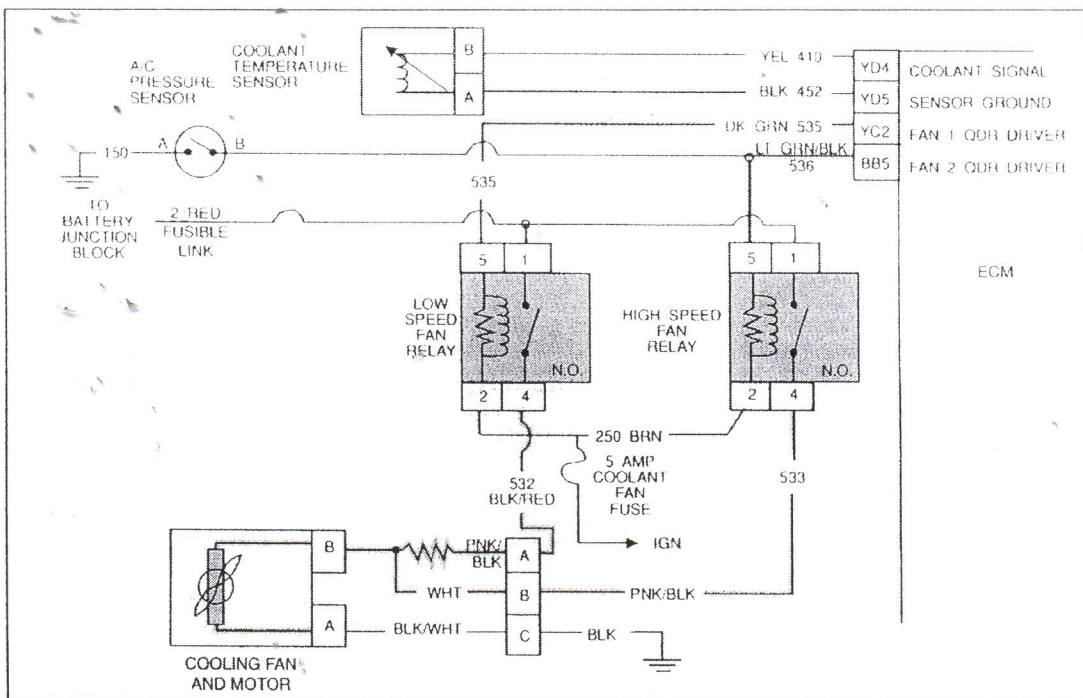 COOLANT
TEMPERATURE
SENSOR
A/C
PRESSURE
SENSOR
B
A
YEL 410
YD4
COOLANT SIGNAL
BLK 452
YD5
SENSOR GROUND
DK GRN 535
YC2
FAN 1 QDR DRIVER
150
A
B
LT GRN/BLK
536
BB5
FAN 2 QDR DRIVER
535
TO
BATTERY
JUNCTION
BLOCK
2 RED
FUSIBLE
LINK
ECM
5
1
LOW
SPEED
FAN
RELAY
N.O.
2
4
5
1
HIGH SPEED
FAN
RELAY
N.O.
2
4
250 BRN
5 AMP
COOLANT
FAN
FUSE
IGN
532
BLK/RED
533
B
PNK/
BLK
A
WHT
B
PNK/BLK
A
BLK/WHT
C
BLK
COOLING FAN
AND MOTOR